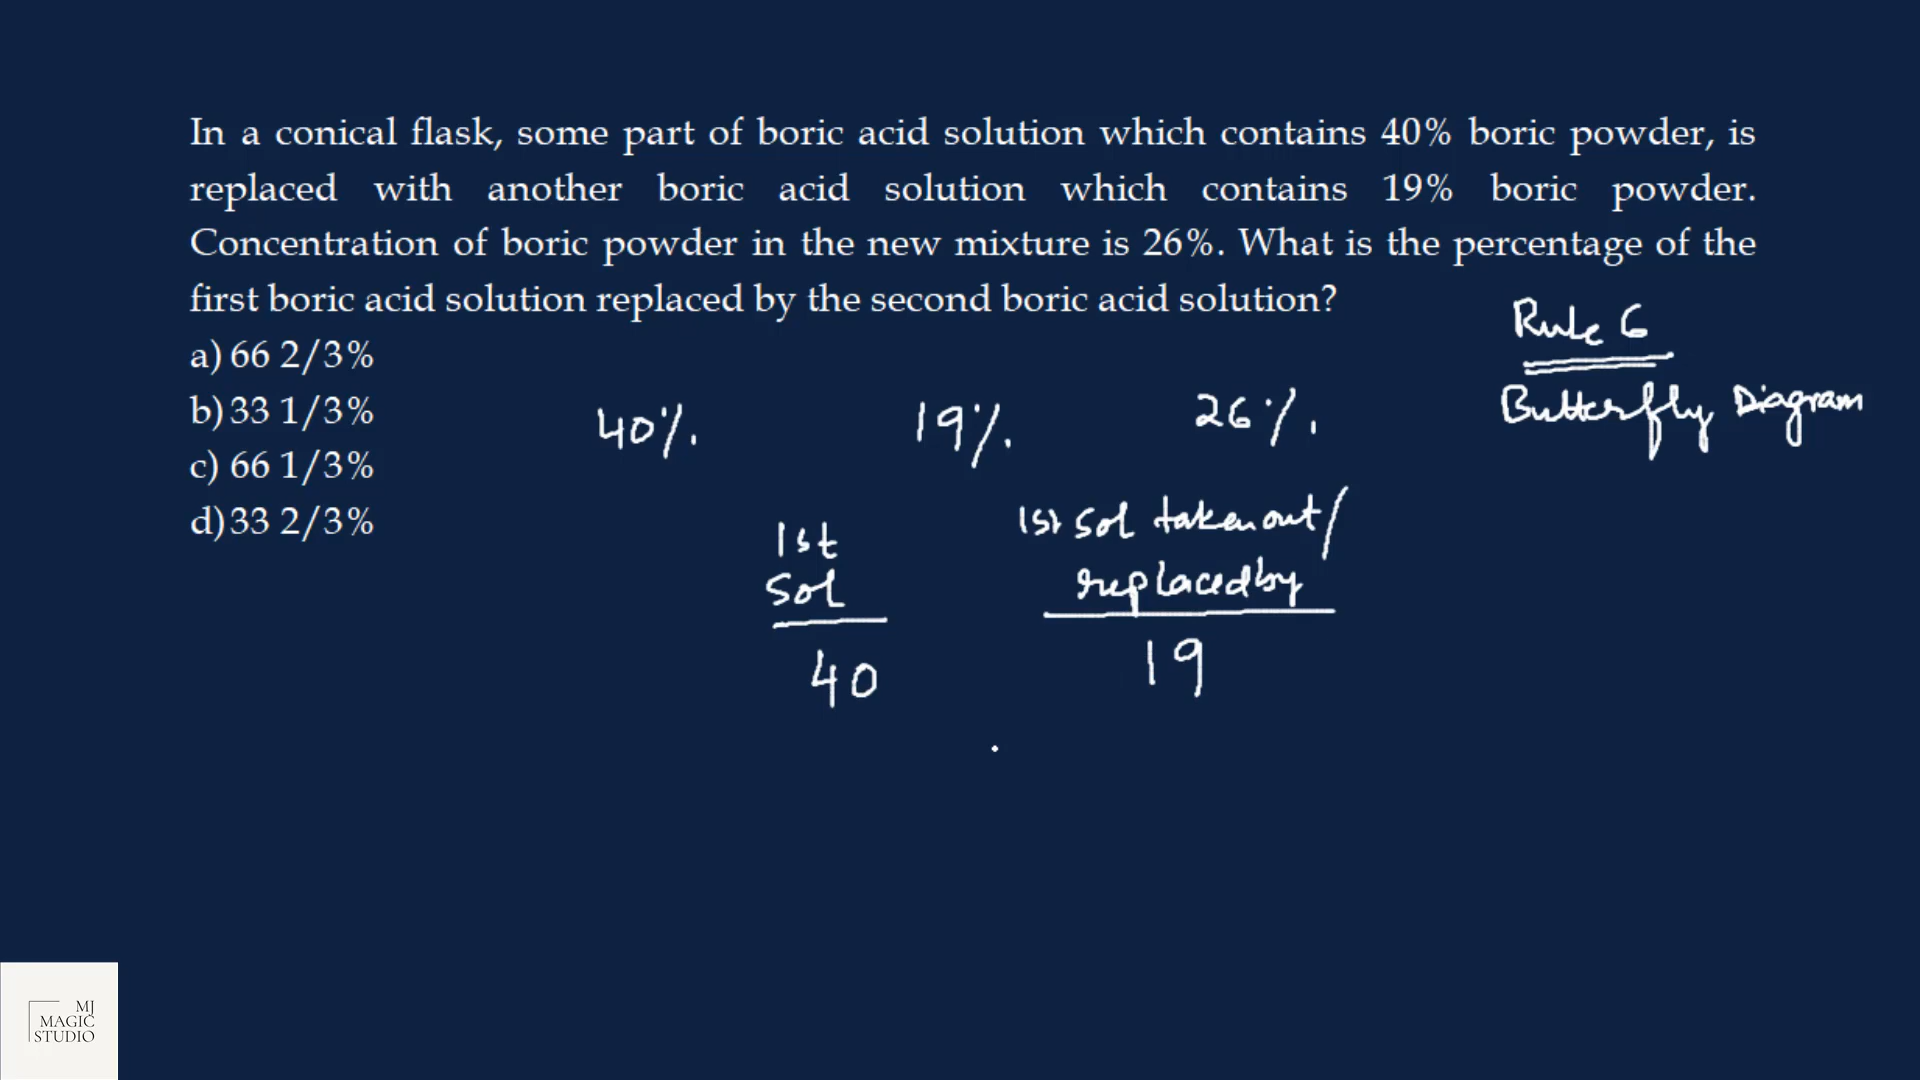 In a conical flask, some part of boric acid solution which contains 40% boric powder, is
replaced with another boric acid solution which contains 19% boric powder.
Concentration of boric powder in the new mixture is 26%. What is the percentage of the
first boric acid solution replaced by the second boric acid solution?
a) 66 2/3%
b) 33 1/3%
c) 66 1/3%
d) 33 2/3%
Rule 6
Butterfly Diagram
40%. 19%. 26%.
1st
Sol
40
1st Sol taken out/
replaced by
19
MJ
MAGIC
STUDIO